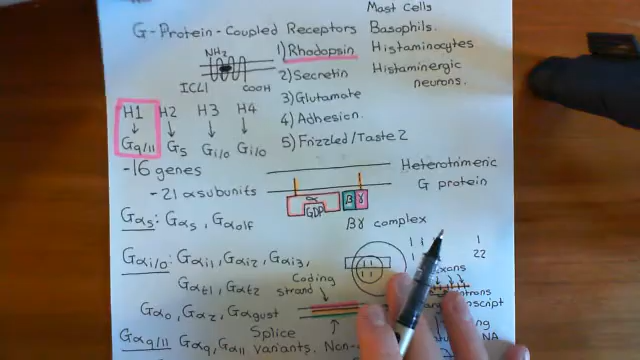 Mast Cells
G-Protein-Coupled Receptors
Basophils.
NH2
ICL1
COOH
1) Rhodopsin
2) Secretin
3) Glutamate
4) Adhesion.
5) Frizzled/Taste 2
Histaminocytes
Histaminergic
neurons.
H1 H2 H3 H4
Gq/11 Gs Gi/o Gi/o
-16 genes
-21 α subunits
α
GDP
β γ
Heterotrimeric
G protein
βγ complex
Gαs: Gαs, Gαolf
Gαi/o: Gαi1, Gαi2, Gαi3,
Gαt1, Gαt2
Gαo, Gαz, Gαgust
Gαq/11: Gαq, Gα11
Coding
strand
Splice
variants.
1
22